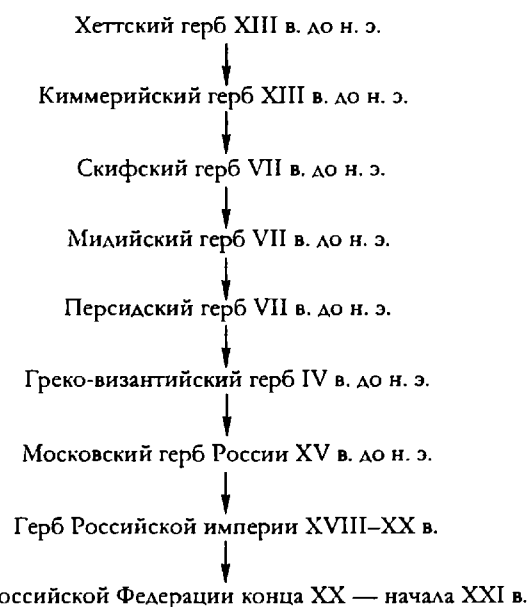 Хеттский герб XIII в. до н. э.
Киммерийский герб XIII в. до н. э.
Скифский герб VII в. до н. э.
Мидийский герб VII в. до н. э.
Персидский герб VII в. до н. э.
Греко-византийский герб IV в. до н. э.
Московский герб России XV в. до н. э.
Герб Российской империи XVIII–XX в.
оссийской Федерации конца XX — начала XXI в.